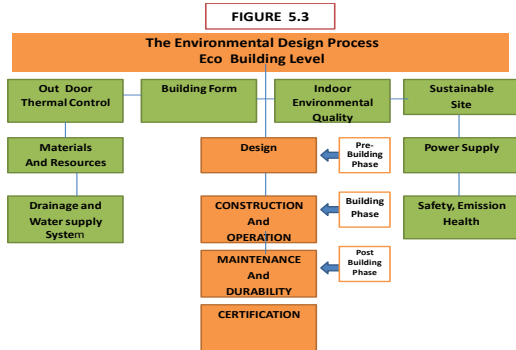 FIGURE 5.3
The Environmental Design Process
Eco Building Level
Out Door
Thermal Control
Building Form
Indoor
Environmental
Quality
Sustainable
Site
Materials
And Resources
Design
Pre-
Building
Phase
Power Supply
Drainage and
Water supply
System
CONSTRUCTION
And
OPERATION
Building
Phase
Safety, Emission
Health
MAINTENANCE
And
DURABILITY
Post
Building
Phase
CERTIFICATION